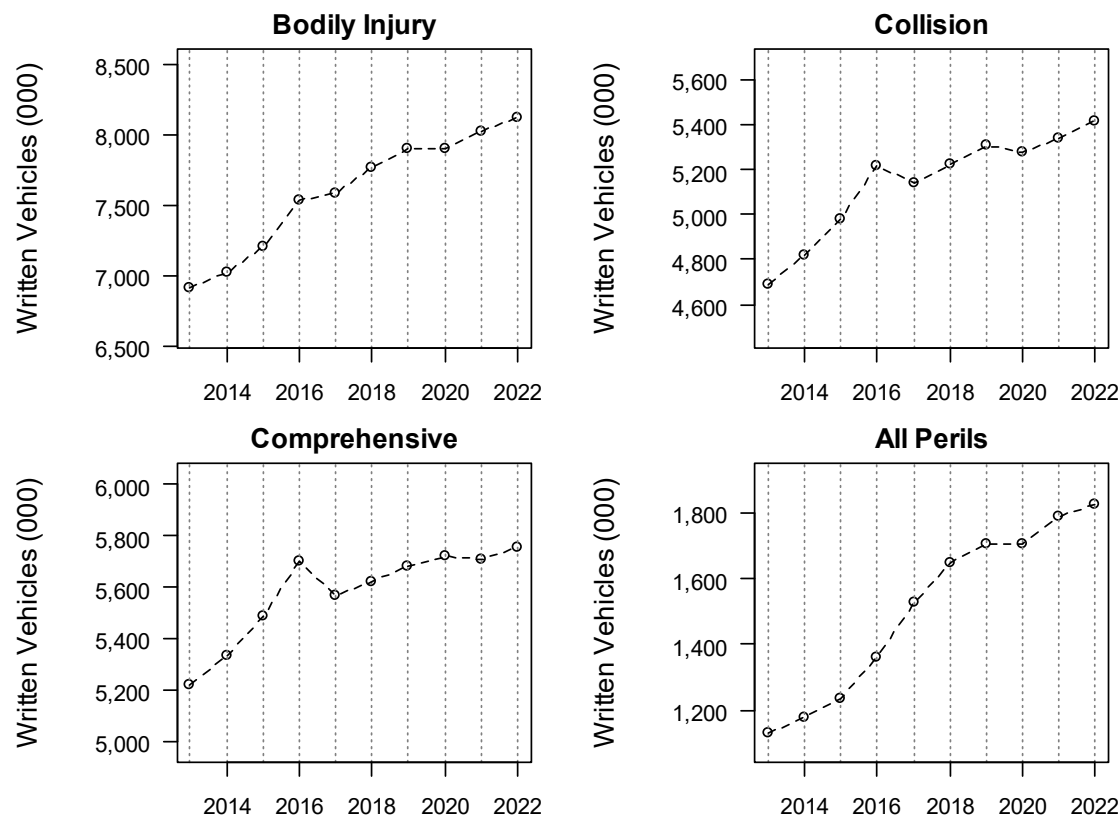 Bodily Injury
Written Vehicles (000)
8,500
8,000
7,500
7,000
6,500
2014 2016 2018 2020 2022
Collision
Written Vehicles (000)
5,600
5,400
5,200
5,000
4,800
4,600
2014 2016 2018 2020 2022
Comprehensive
Written Vehicles (000)
6,000
5,800
5,600
5,400
5,200
5,000
2014 2016 2018 2020 2022
All Perils
Written Vehicles (000)
1,800
1,600
1,400
1,200
2014 2016 2018 2020 2022